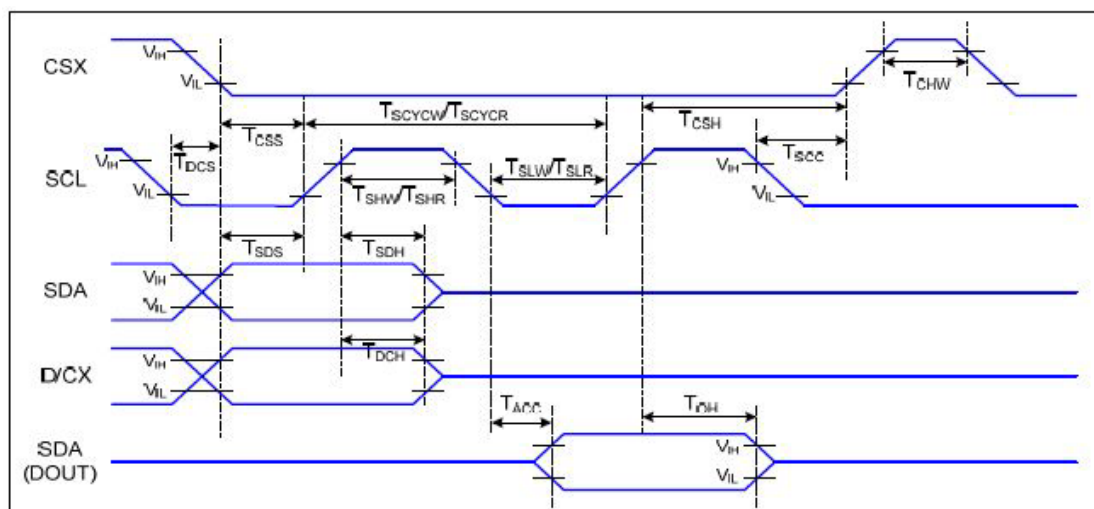 CSX
VIH
VIL
TCHW
TSCYCW/TSCYCR
TCSS
TCSH
TDCS
TSCC
SCL
VIH
VIL
TSHW/TSHR
TSLW/TSLR
VIH
VIL
TSDS
TSDH
SDA
VIH
VIL
TDCH
D/CX
VIH
VIL
TACC
TOH
SDA
(DOUT)
VIH
VIL